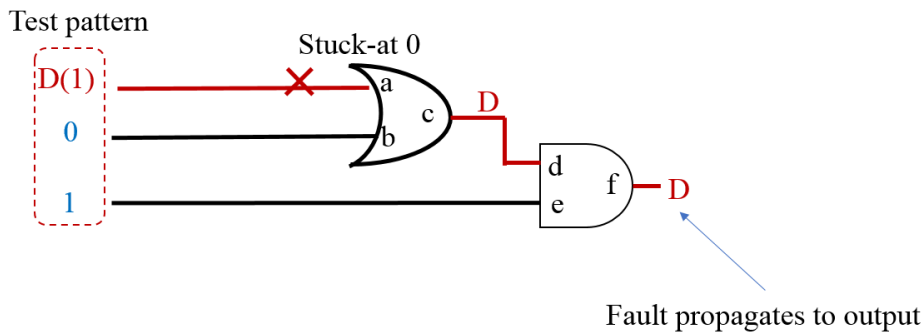 Test pattern
Stuck-at 0
D(1)
a
D
c
0
b
d
f
D
1
e
Fault propagates to output